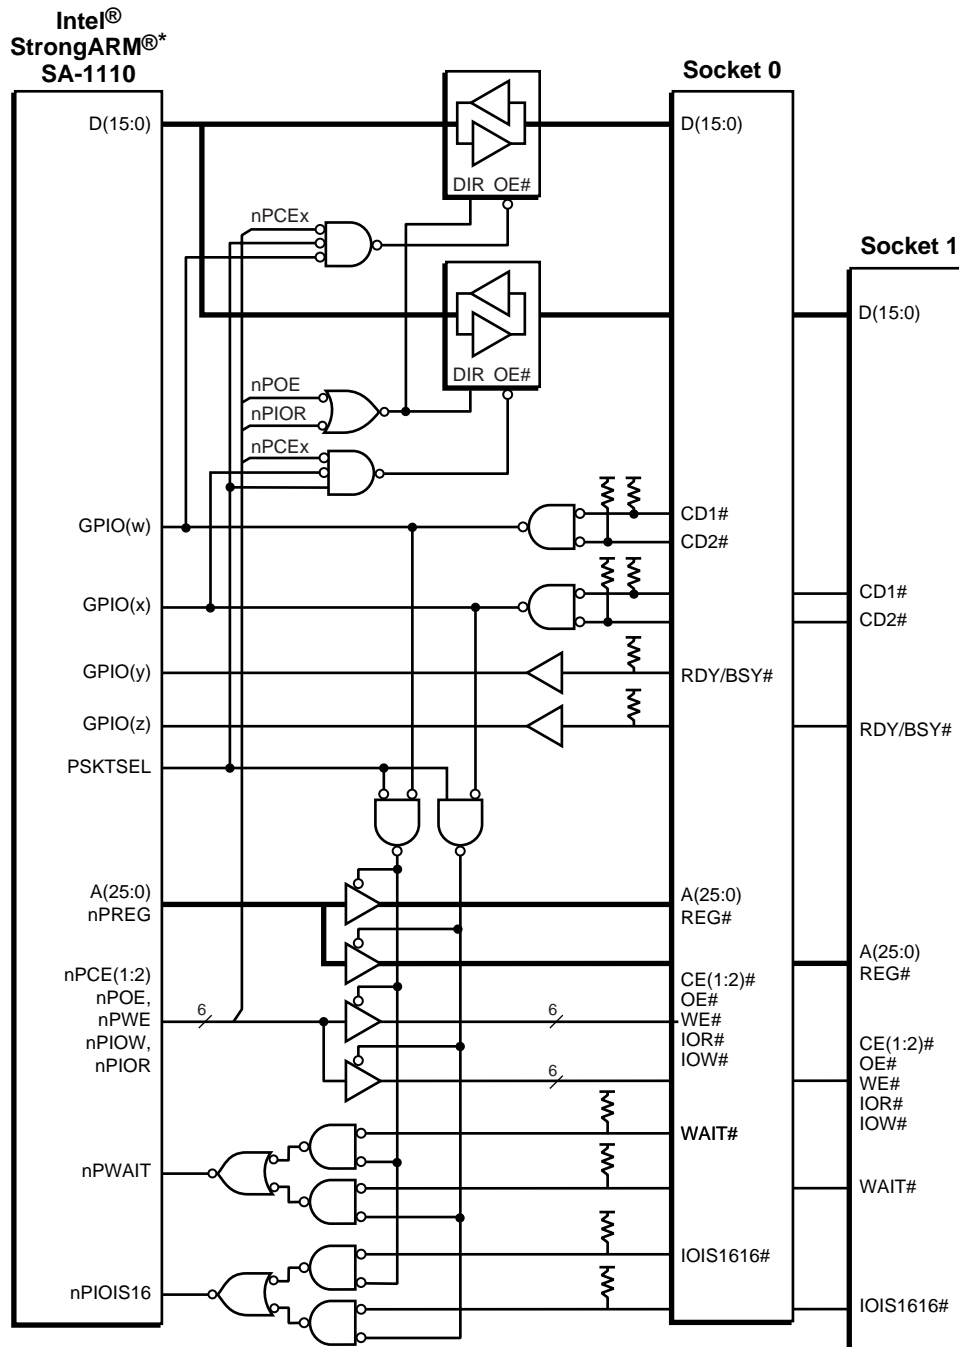 Intel®
StrongARM®*
SA-1110
Socket 0
D(15:0)
D(15:0)
DIR OE#
nPCEx
Socket 1
D(15:0)
DIR OE#
nPOE
nPIOR
nPCEx
GPIO(w)
CD1#
CD2#
GPIO(x)
CD1#
CD2#
GPIO(y)
RDY/BSY#
GPIO(z)
RDY/BSY#
PSKTSEL
A(25:0)
nPREG
A(25:0)
REG#
A(25:0)
REG#
nPCE(1:2)
nPOE,
nPWE
nPIOW,
nPIOR
6
6
CE(1:2)#
OE#
WE#
IOR#
IOW#
6
CE(1:2)#
OE#
WE#
IOR#
IOW#
WAIT#
nPWAIT
WAIT#
IOIS1616#
nPIOIS16
IOIS1616#